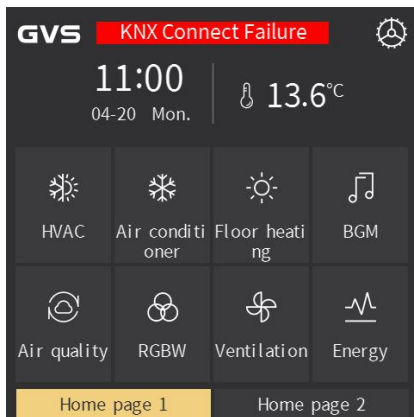 GVS KNX Connect Failure
11:00
04-20 Mon.
13.6°C
HVAC
Air conditi
oner
Floor heati
ng
BGM
Air quality
RGBW
Ventilation
Energy
Home page 1
Home page 2